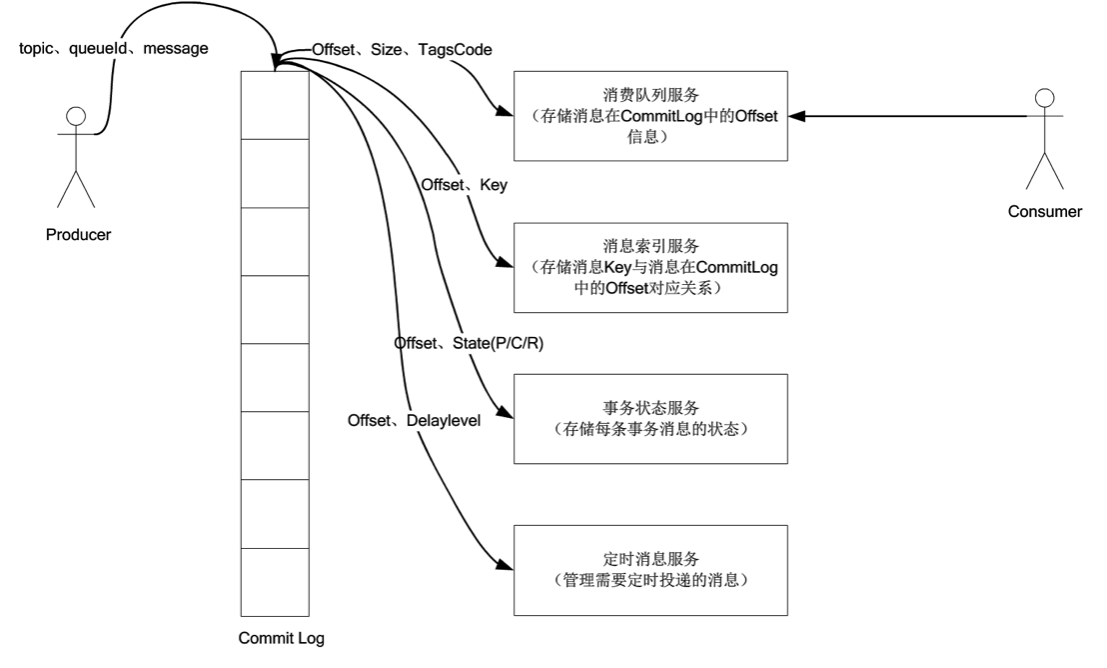 topic、queueId、message
Offset、Size、TagsCode
消费队列服务
（存储消息在CommitLog中的Offset
信息）
Producer
Consumer
Offset、Key
消息索引服务
（存储消息Key与消息在CommitLog
中的Offset对应关系）
Offset、State(P/C/R)
事务状态服务
（存储每条事务消息的状态）
Offset、Delaylevel
定时消息服务
（管理需要定时投递的消息）
Commit Log